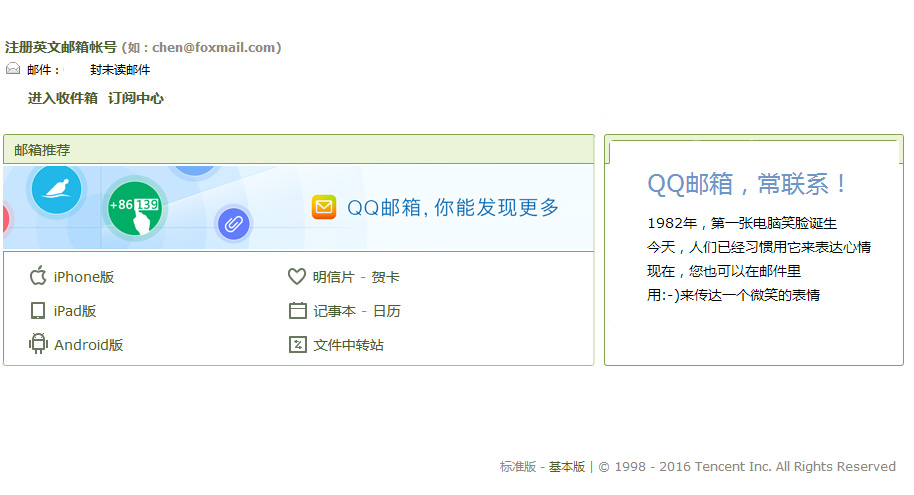 注册英文邮箱帐号 (如：chen@foxmail.com)
邮件： 封未读邮件
进入收件箱 订阅中心
邮箱推荐
+86 139
QQ邮箱, 你能发现更多
iPhone版
明信片 - 贺卡
iPad版
记事本 - 日历
Android版
文件中转站
QQ邮箱，常联系！
1982年，第一张电脑笑脸诞生
今天，人们已经习惯用它来表达心情
现在，您也可以在邮件里
用:-)来传达一个微笑的表情
标准版 - 基本版 | © 1998 - 2016 Tencent Inc. All Rights Reserved